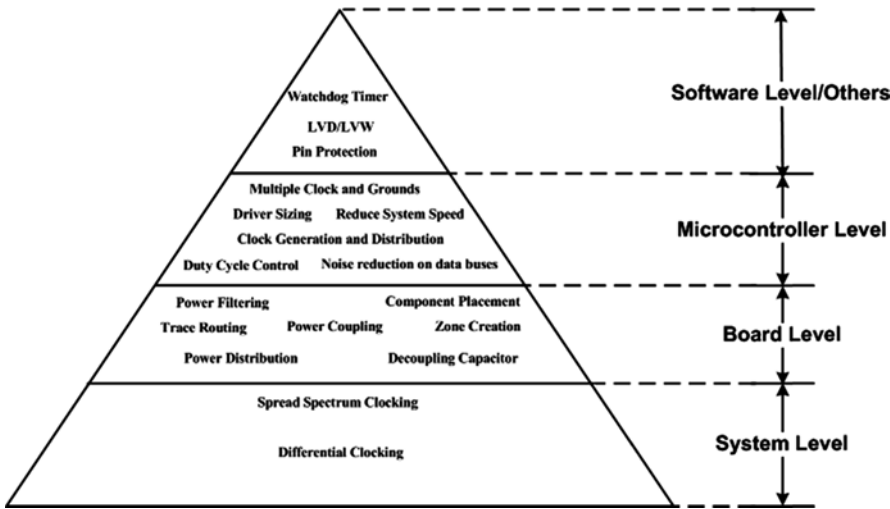 Watchdog Timer
LVD/LVW
Pin Protection
Software Level/Others
Multiple Clock and Grounds
Driver Sizing Reduce System Speed
Clock Generation and Distribution
Duty Cycle Control Noise reduction on data buses
Microcontroller Level
Power Filtering Component Placement
Trace Routing Power Coupling Zone Creation
Power Distribution Decoupling Capacitor
Board Level
Spread Spectrum Clocking
Differential Clocking
System Level